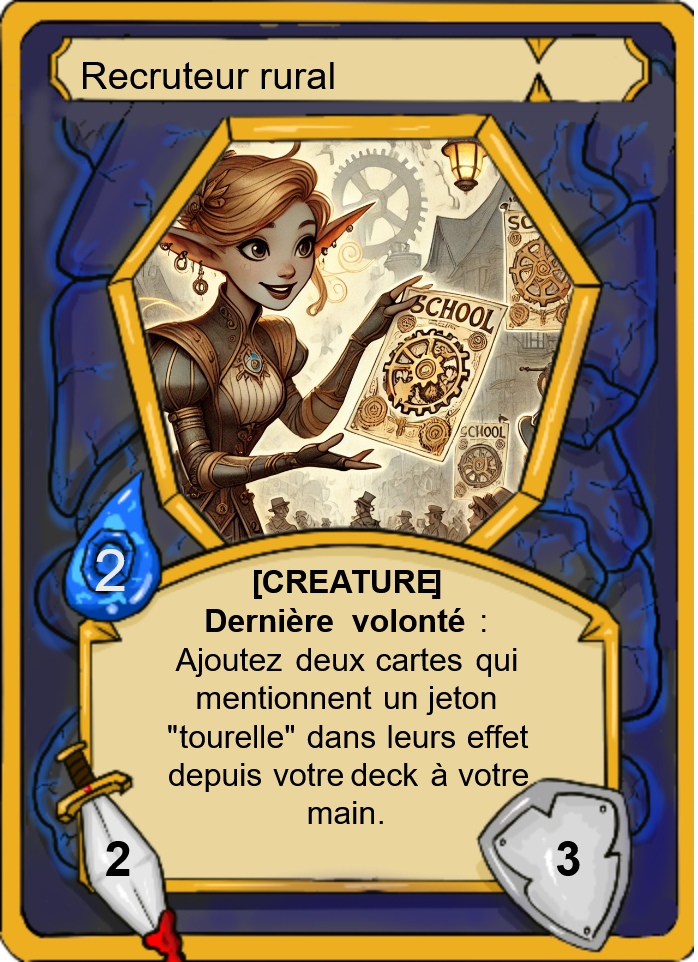 Recruteur rural
SCHOOL
SC
SCHOOL
2
[CREATURE]
Dernière volonté :
Ajoutez deux cartes qui
mentionnent un jeton
"tourelle" dans leurs effet
depuis votre deck à votre
main.
2
3